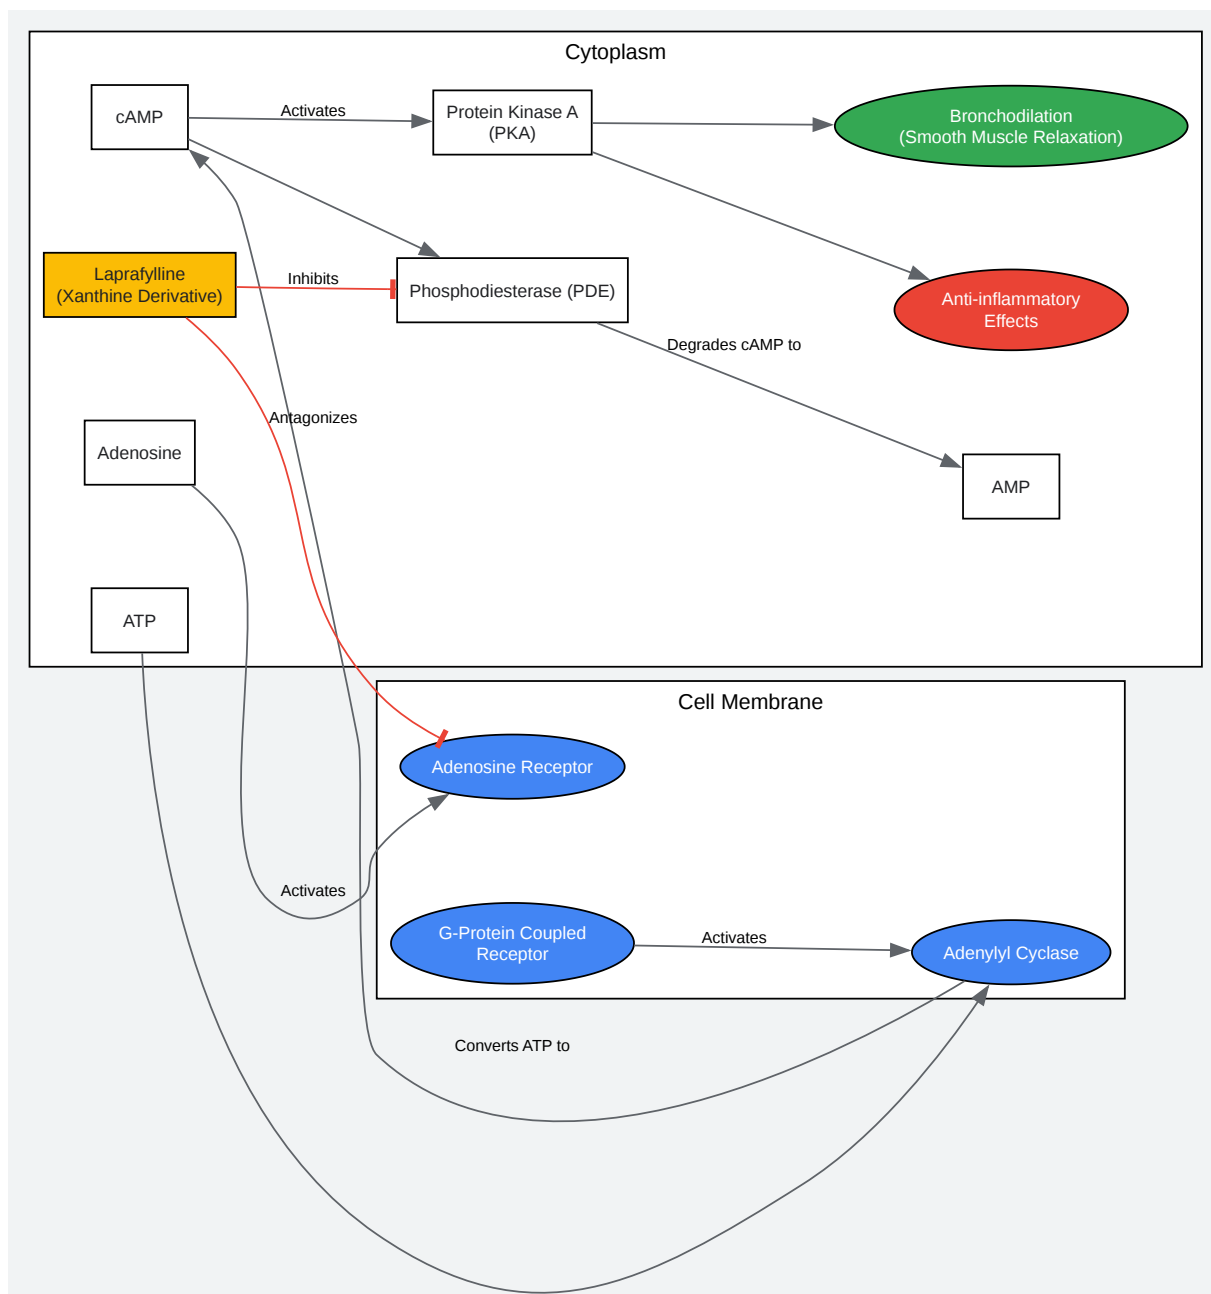 Cytoplasm
cAMP
Activates
Protein Kinase A
(PKA)
Bronchodilation
(Smooth Muscle Relaxation)
Laprafylline
(Xanthine Derivative)
Inhibits
Phosphodiesterase (PDE)
Anti-inflammatory
Effects
Degrades cAMP to
Antagonizes
Adenosine
AMP
ATP
Cell Membrane
Adenosine Receptor
Activates
G-Protein Coupled
Receptor
Activates
Adenylyl Cyclase
Converts ATP to